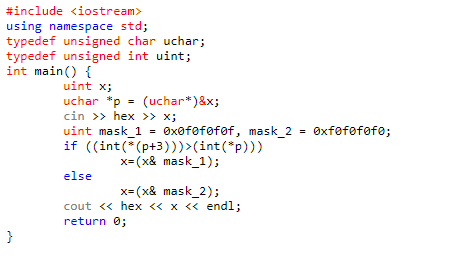 #include <iostream>
using namespace std;
typedef unsigned char uchar;
typedef unsigned int uint;
int main() {
        uint x;
        uchar *p = (uchar*)&x;
        cin >> hex >> x;
        uint mask_1 = 0x0f0f0f0f, mask_2 = 0xf0f0f0f0;
        if ((int(*(p+3)))>(int(*p)))
                x=(x& mask_1);
        else
                x=(x& mask_2);
        cout << hex << x << endl;
        return 0;
}